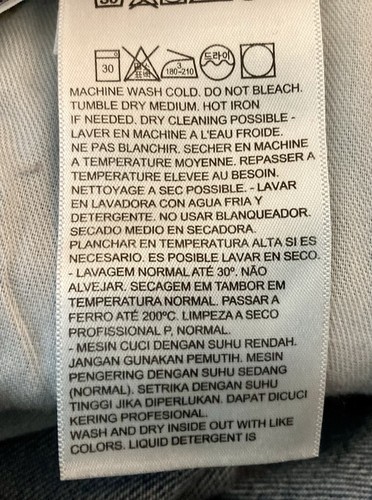 30
3
180~210
드라이
MACHINE WASH COLD. DO NOT BLEACH.
TUMBLE DRY MEDIUM. HOT IRON
IF NEEDED. DRY CLEANING POSSIBLE -
LAVER EN MACHINE A L'EAU FROIDE.
NE PAS BLANCHIR. SECHER EN MACHINE
A TEMPERATURE MOYENNE. REPASSER A
TEMPERATURE ELEVEE AU BESOIN.
NETTOYAGE A SEC POSSIBLE. - LAVAR
EN LAVADORA CON AGUA FRIA Y
DETERGENTE. NO USAR BLANQUEADOR.
SECADO MEDIO EN SECADORA.
PLANCHAR EN TEMPERATURA ALTA SI ES
NECESARIO. ES POSIBLE LAVAR EN SECO.
- LAVAGEM NORMAL ATÉ 30º. NÃO
ALVEJAR. SECAGEM EM TAMBOR EM
TEMPERATURA NORMAL. PASSAR A
FERRO ATÉ 200ºC. LIMPEZA A SECO
PROFISSIONAL P, NORMAL.
- MESIN CUCI DENGAN SUHU RENDAH.
JANGAN GUNAKAN PEMUTIH. MESIN
PENGERING DENGAN SUHU SEDANG
(NORMAL). SETRIKA DENGAN SUHU
TINGGI JIKA DIPERLUKAN. DAPAT DICUCI
KERING PROFESIONAL.
WASH AND DRY INSIDE OUT WITH LIKE
COLORS. LIQUID DETERGENT IS